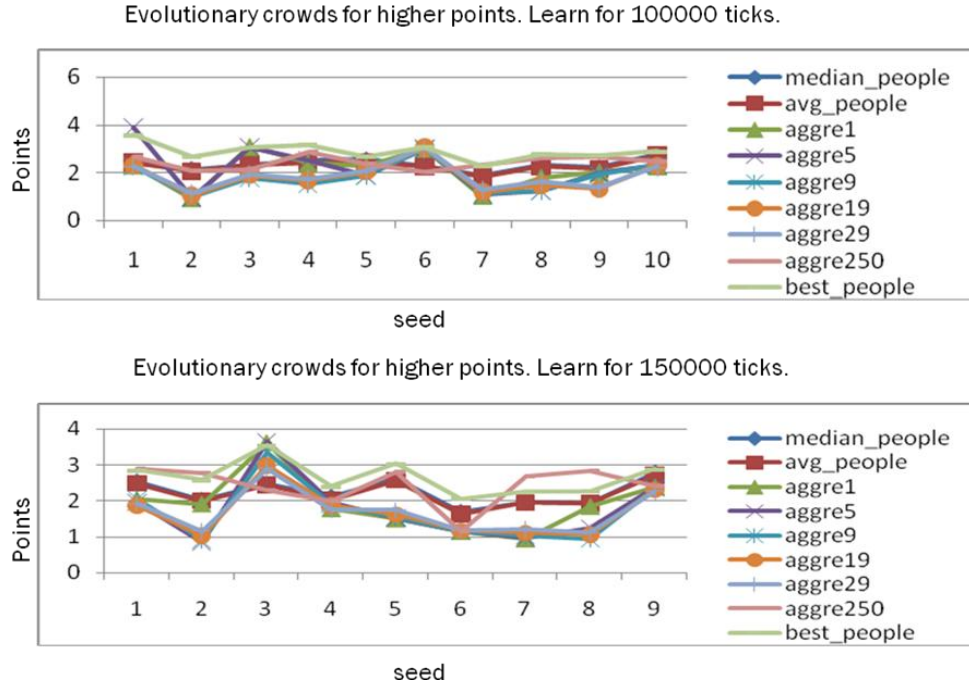 Evolutionary crowds for higher points. Learn for 100000 ticks.
Points
6
4
2
0
1 2 3 4 5 6 7 8 9 10
median_people
avg_people
aggre1
aggre5
aggre9
aggre19
aggre29
aggre250
best_people
seed
Evolutionary crowds for higher points. Learn for 150000 ticks.
Points
4
3
2
1
0
1 2 3 4 5 6 7 8 9
median_people
avg_people
aggre1
aggre5
aggre9
aggre19
aggre29
aggre250
best_people
seed